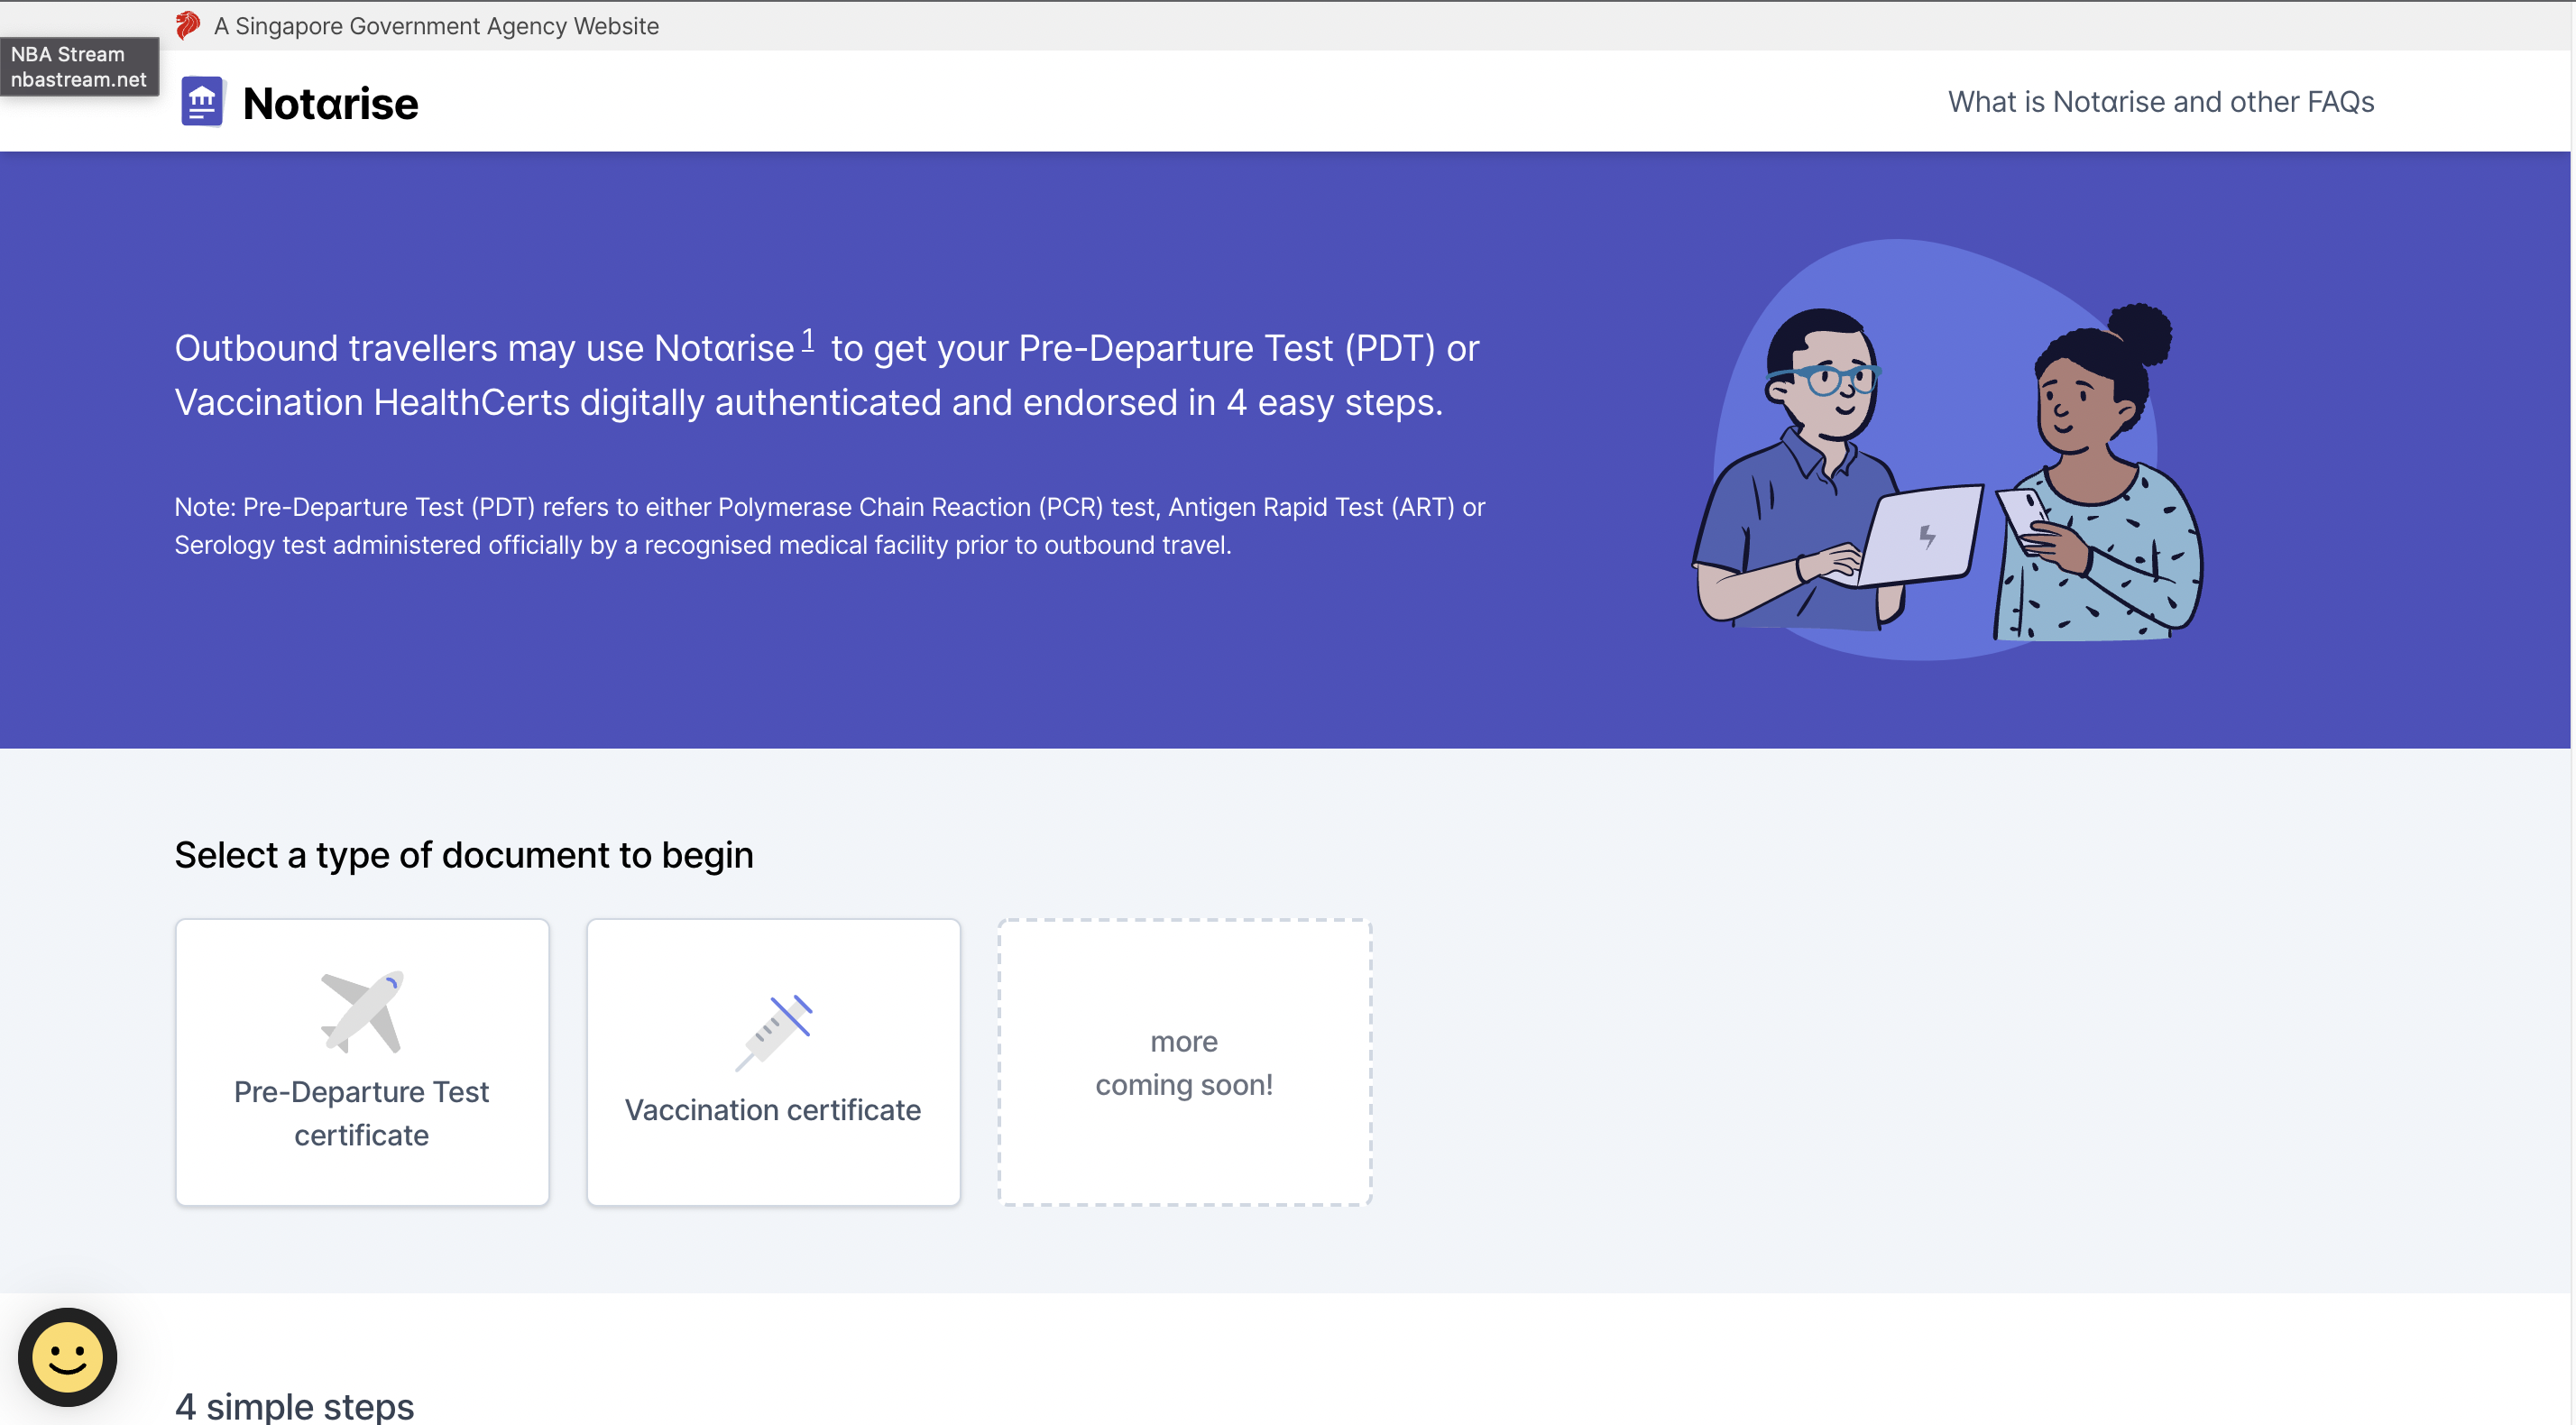 A Singapore Government Agency Website
NBA Stream
nbastream.net
Notɑrise
What is Notɑrise and other FAQs
Outbound travellers may use Notɑrise 1 to get your Pre-Departure Test (PDT) or
Vaccination HealthCerts digitally authenticated and endorsed in 4 easy steps.
Note: Pre-Departure Test (PDT) refers to either Polymerase Chain Reaction (PCR) test, Antigen Rapid Test (ART) or
Serology test administered officially by a recognised medical facility prior to outbound travel.
Select a type of document to begin
Pre-Departure Test
certificate
Vaccination certificate
more
coming soon!
4 simple steps